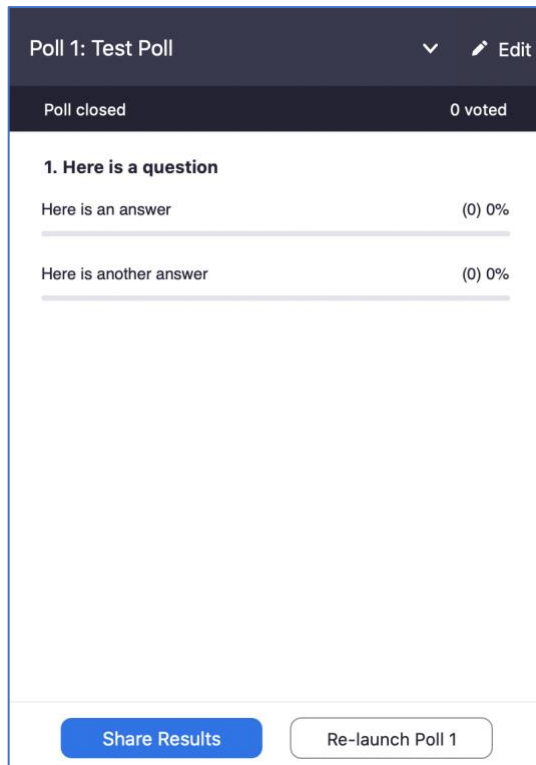 Poll 1: Test Poll Edit
Poll closed 0 voted
1. Here is a question
Here is an answer (0) 0%
Here is another answer (0) 0%
Share Results Re-launch Poll 1